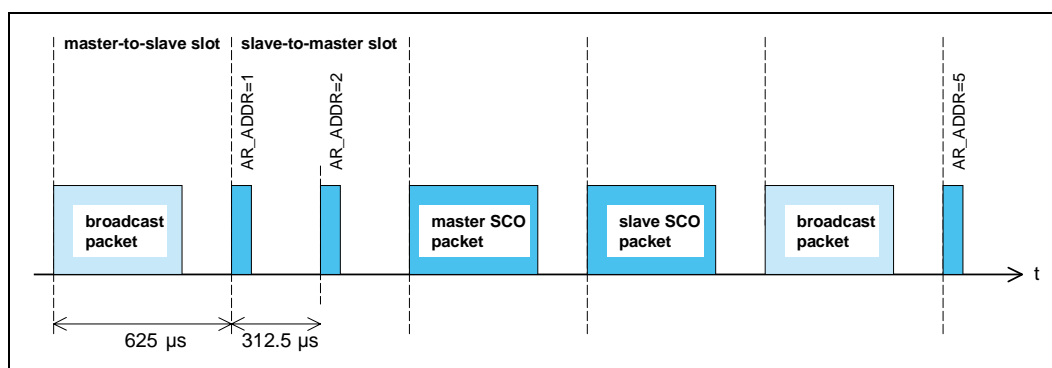 master-to-slave slot
slave-to-master slot
AR_ADDR=1
AR_ADDR=2
AR_ADDR=5
broadcast
packet
master SCO
packet
slave SCO
packet
broadcast
packet
t
625 µs
312.5 µs